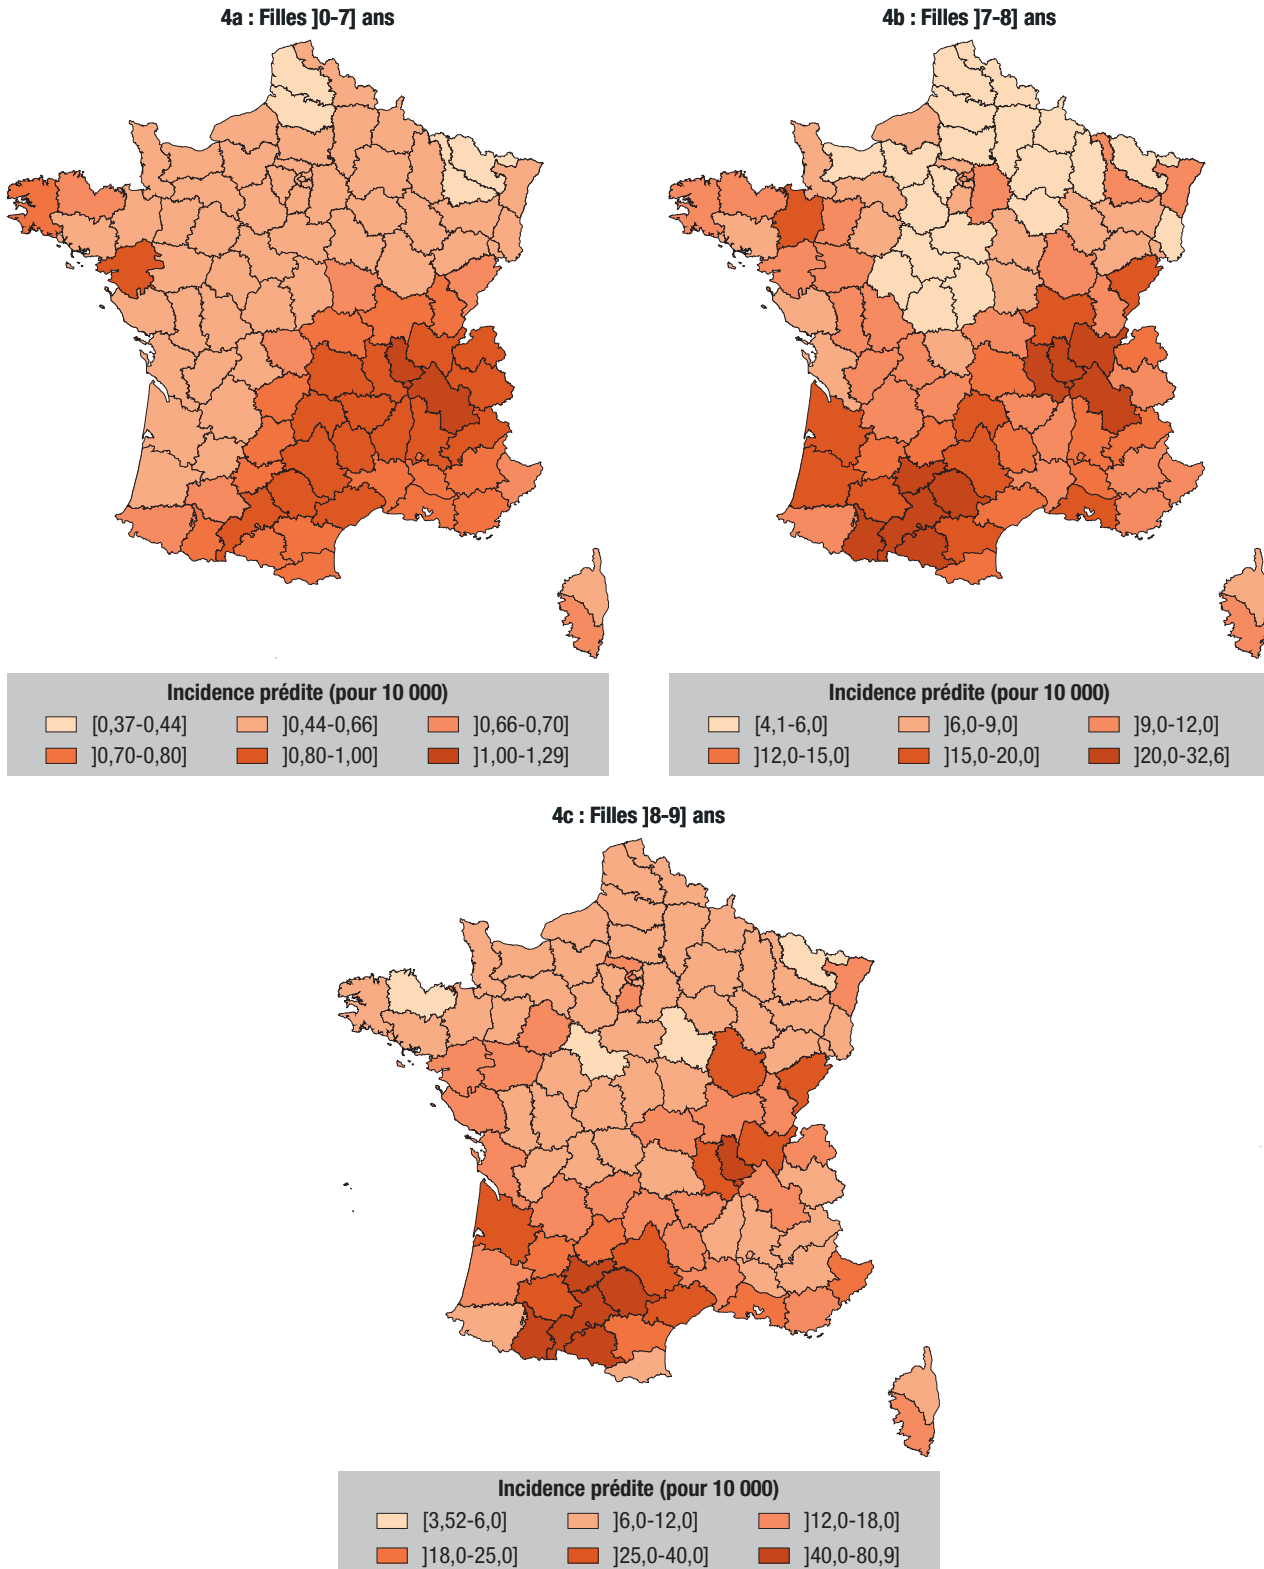 4a : Filles ]0-7] ans
4b : Filles ]7-8] ans
Incidence prédite (pour 10 000)
[0,37-0,44] ]0,44-0,66] ]0,66-0,70]
]0,70-0,80] ]0,80-1,00] ]1,00-1,29]
Incidence prédite (pour 10 000)
[4,1-6,0] ]6,0-9,0] ]9,0-12,0]
]12,0-15,0] ]15,0-20,0] ]20,0-32,6]
4c : Filles ]8-9] ans
Incidence prédite (pour 10 000)
[3,52-6,0] ]6,0-12,0] ]12,0-18,0]
]18,0-25,0] ]25,0-40,0] ]40,0-80,9]